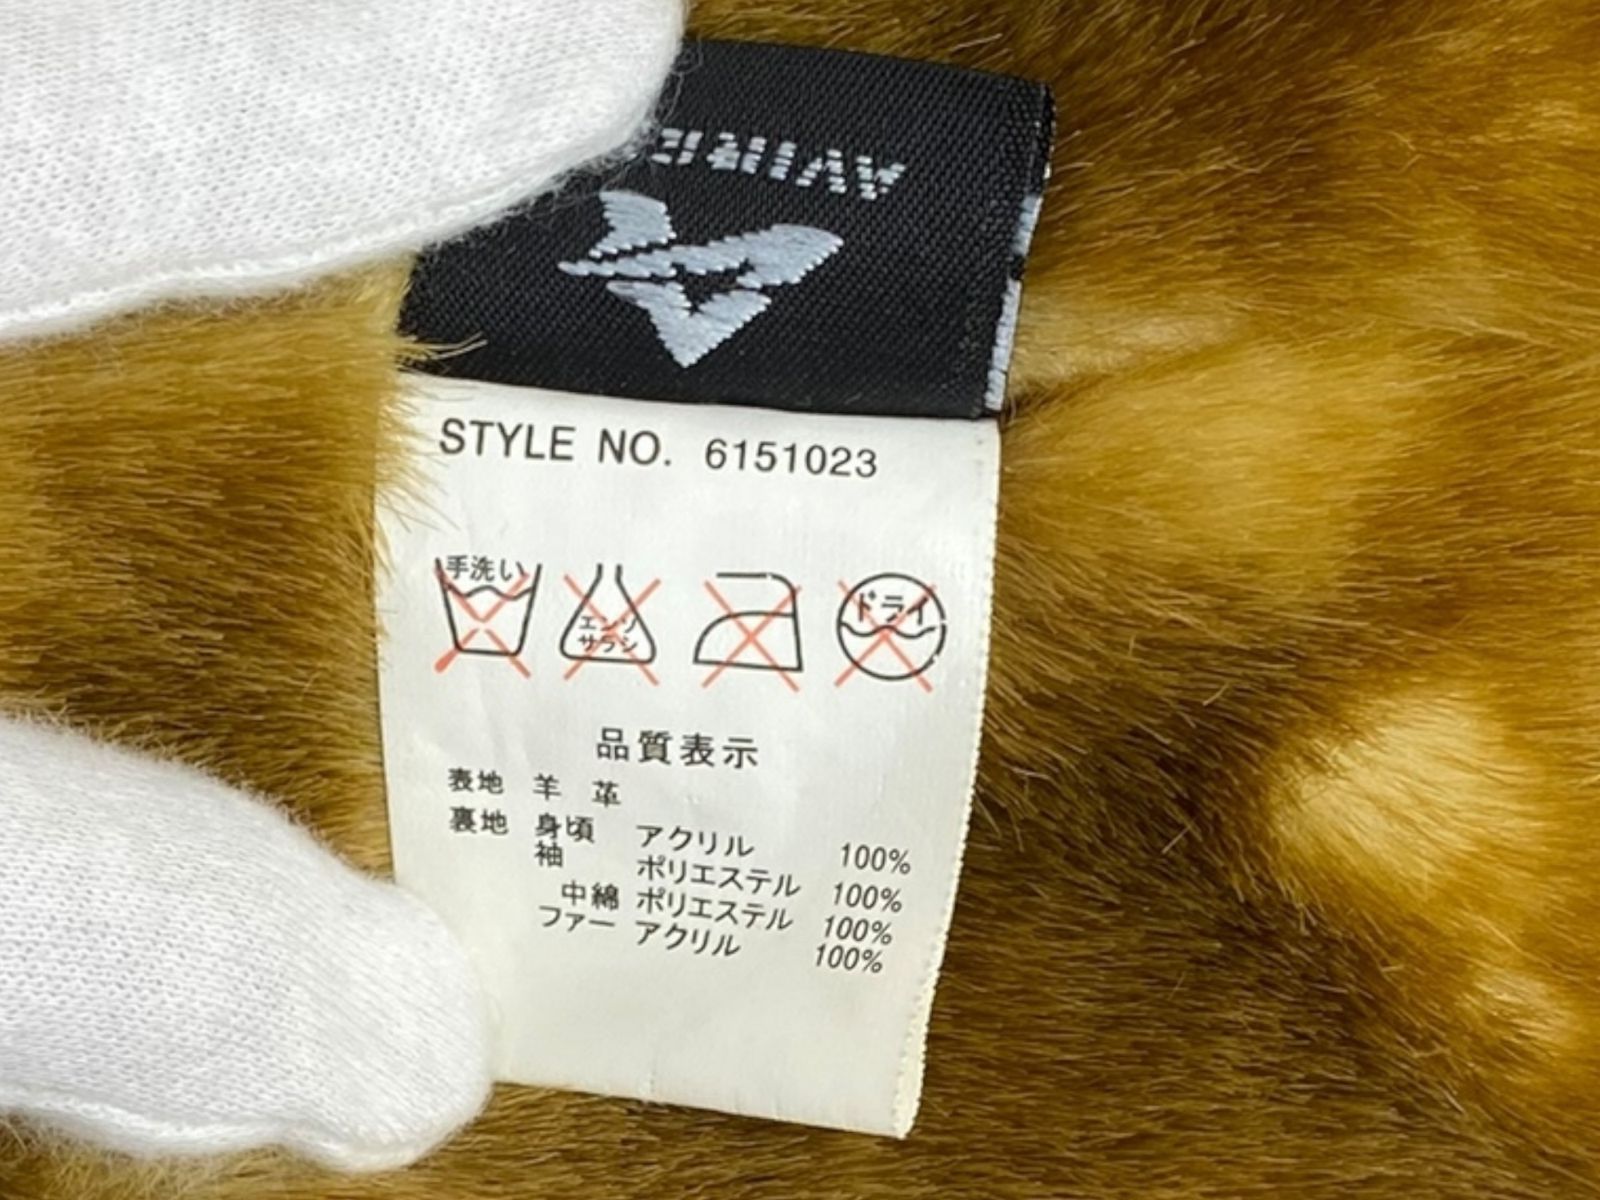 AVIRE
STYLE NO. 6151023
手洗い エンソ サラシ ドライ
品質表示
表地 羊革
裏地 身頃 アクリル 100%
袖 ポリエステル 100%
中綿 ポリエステル 100%
ファー アクリル 100%